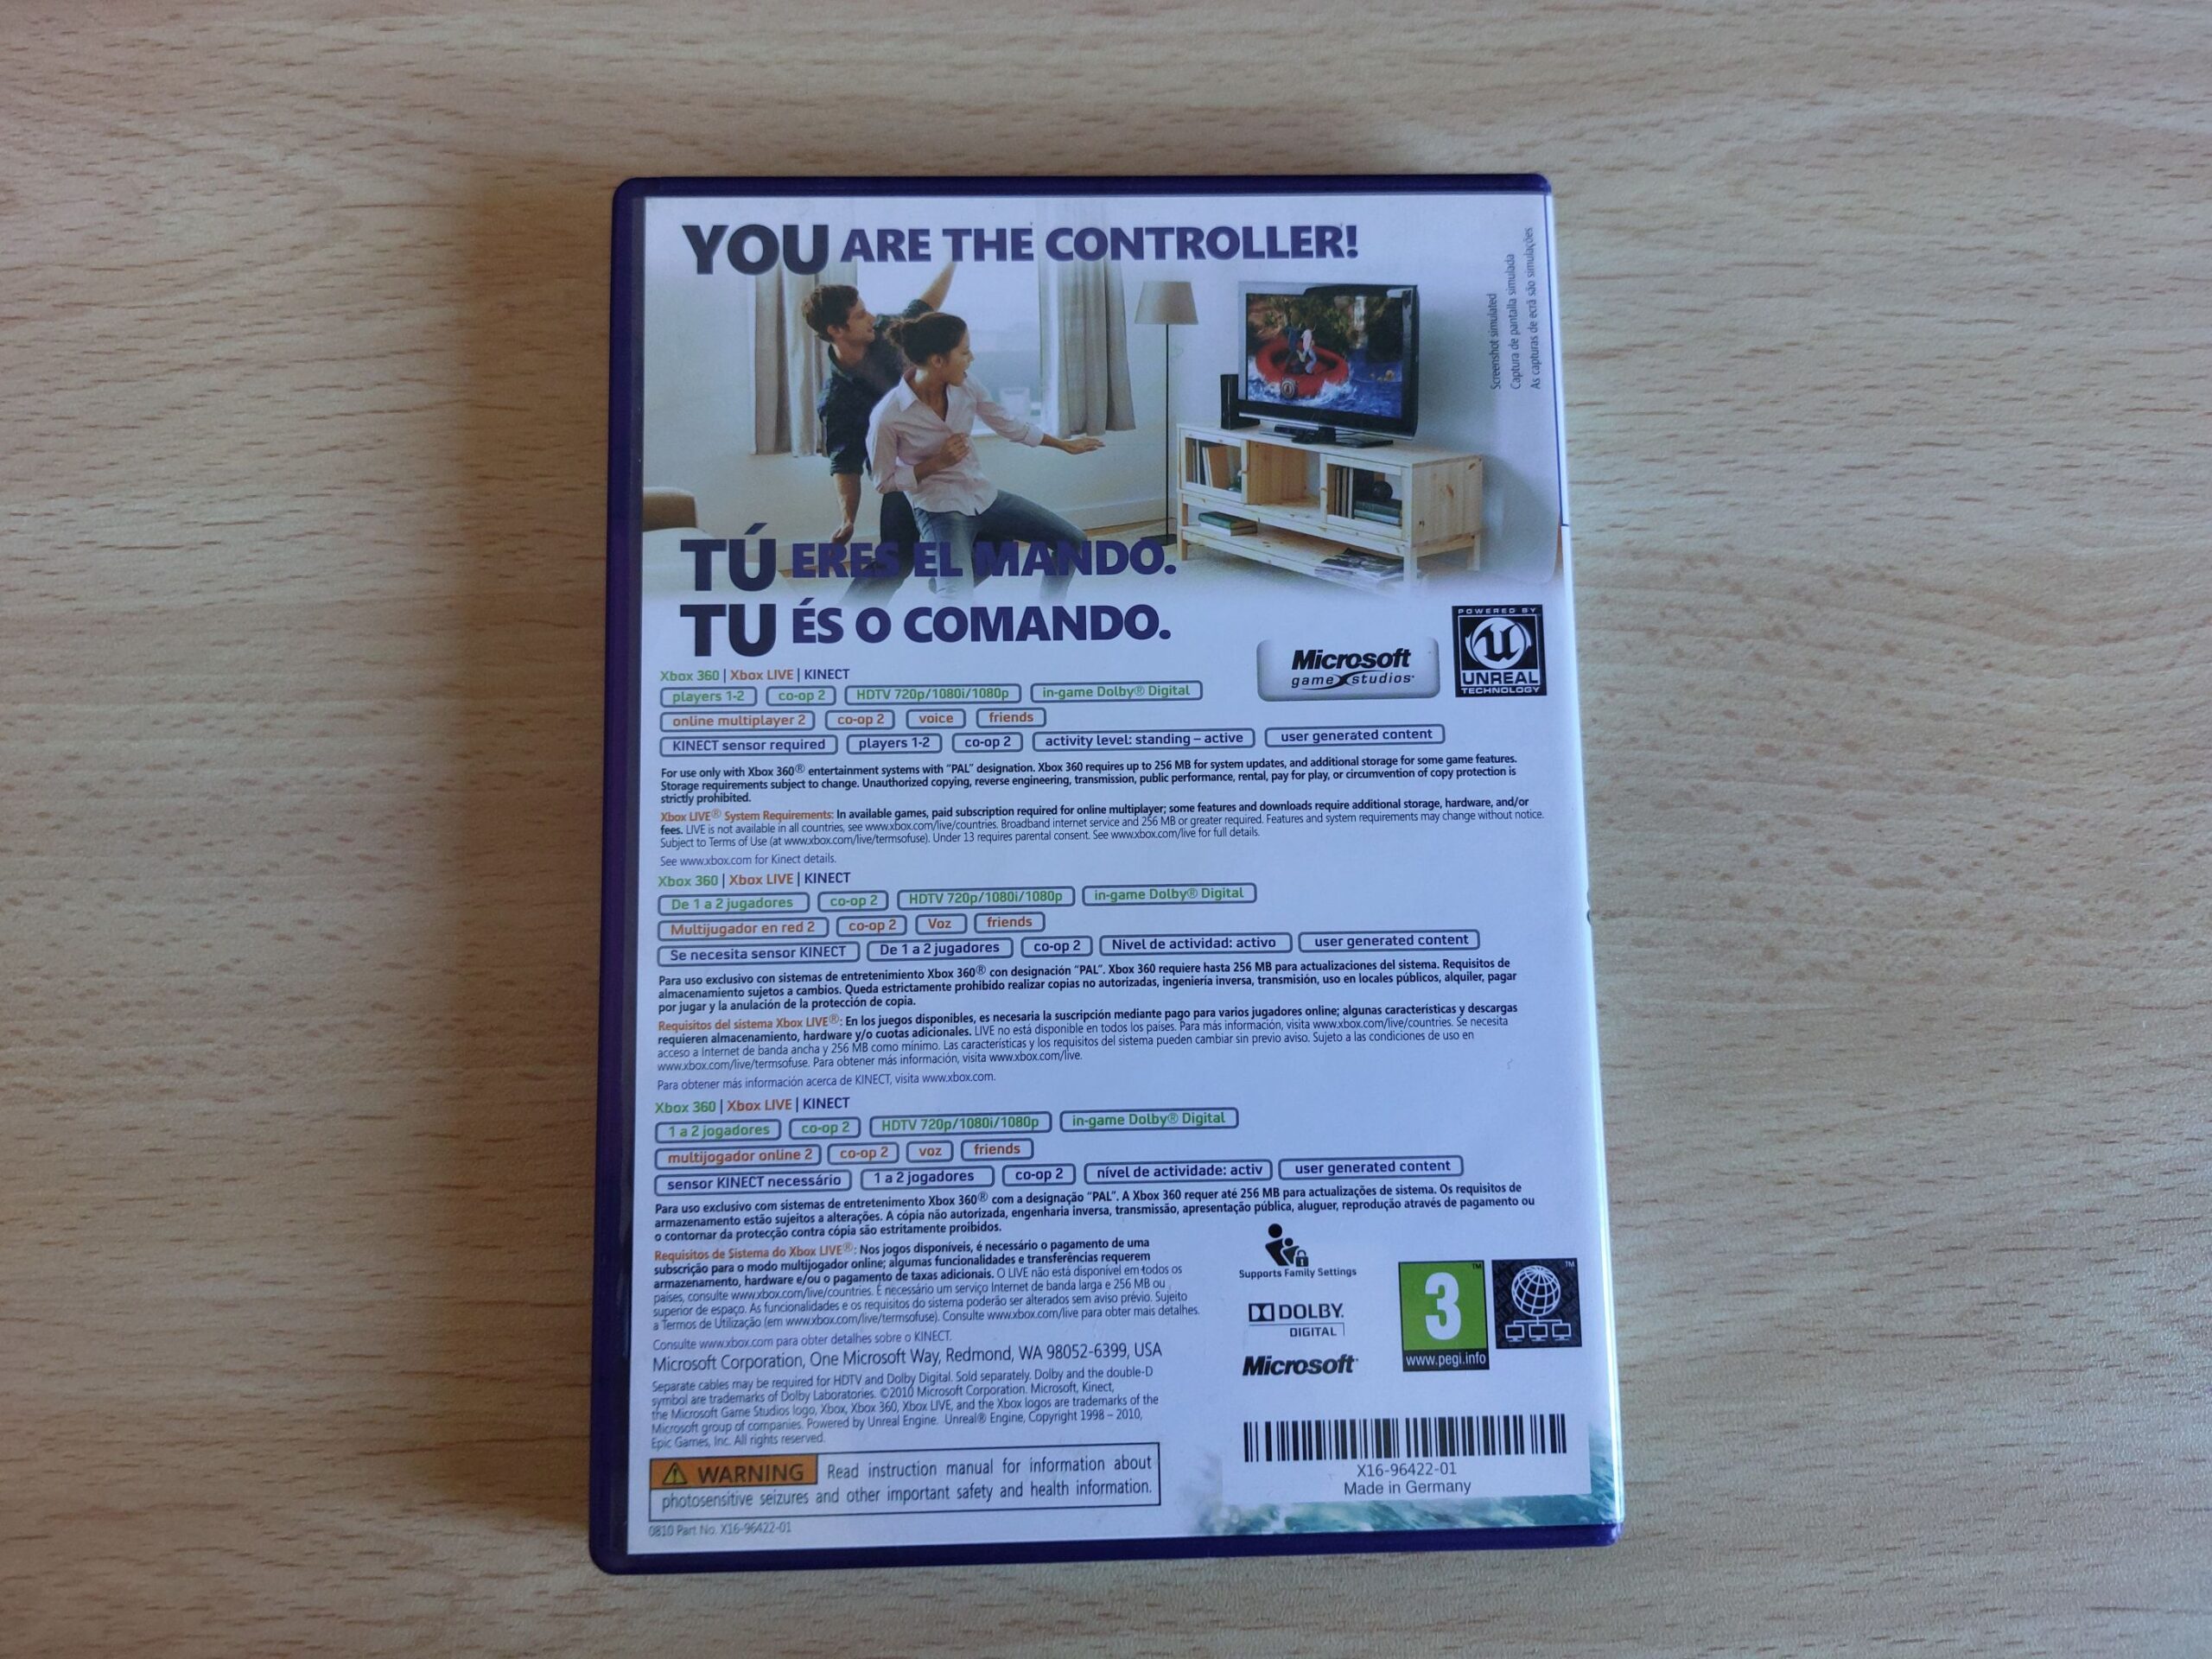 YOU ARE THE CONTROLLER!
Screenshot simulated
Captura de pantalla simulada
As capturas de ecrã são simulações
TÚ ERES EL MANDO.
TU ÉS O COMANDO.
Microsoft
game studios
POWERED BY
UNREAL
TECHNOLOGY
Xbox 360 | Xbox LIVE | KINECT
players 1-2 co-op 2 HDTV 720p/1080i/1080p in-game Dolby® Digital
online multiplayer 2 co-op 2 voice friends
KINECT sensor required players 1-2 co-op 2 activity level: standing – active user generated content
For use only with Xbox 360® entertainment systems with “PAL” designation. Xbox 360 requires up to 256 MB for system updates, and additional storage for some game features.
Storage requirements subject to change. Unauthorized copying, reverse engineering, transmission, public performance, rental, pay for play, or circumvention of copy protection is
strictly prohibited.
Xbox LIVE® System Requirements: In available games, paid subscription required for online multiplayer; some features and downloads require additional storage, hardware, and/or
fees. LIVE is not available in all countries, see www.xbox.com/live/countries. Broadband internet service and 256 MB or greater required. Features and system requirements may change without notice.
Subject to Terms of Use (at www.xbox.com/live/termsofuse). Under 13 requires parental consent. See www.xbox.com/live for full details.
See www.xbox.com for Kinect details.
Xbox 360 | Xbox LIVE | KINECT
De 1 a 2 jugadores co-op 2 HDTV 720p/1080i/1080p in-game Dolby® Digital
Multijugador en red 2 co-op 2 Voz friends
Se necesita sensor KINECT De 1 a 2 jugadores co-op 2 Nivel de actividad: activo user generated content
Para uso exclusivo con sistemas de entretenimiento Xbox 360® con designación “PAL”. Xbox 360 requiere hasta 256 MB para actualizaciones del sistema. Requisitos de
almacenamiento sujetos a cambios. Queda estrictamente prohibido realizar copias no autorizadas, ingeniería inversa, transmisión, uso en locales públicos, alquiler, pagar
por jugar y la anulación de la protección de copia.
Requisitos del sistema Xbox LIVE®: En los juegos disponibles, es necesaria la suscripción mediante pago para varios jugadores online; algunas características y descargas
requieren almacenamiento, hardware y/o cuotas adicionales. LIVE no está disponible en todos los países. Para más información, visita www.xbox.com/live/countries. Se necesita
acceso a Internet de banda ancha y 256 MB como mínimo. Las características y los requisitos del sistema pueden cambiar sin previo aviso. Sujeto a las condiciones de uso en
www.xbox.com/live/termsofuse. Para obtener más información, visita www.xbox.com/live.
Para obtener más información acerca de KINECT, visita www.xbox.com.
Xbox 360 | Xbox LIVE | KINECT
1 a 2 jogadores co-op 2 HDTV 720p/1080i/1080p in-game Dolby® Digital
multijogador online 2 co-op 2 voz friends
sensor KINECT necessário 1 a 2 jogadores co-op 2 nível de actividade: activ user generated content
Para uso exclusivo com sistemas de entretenimento Xbox 360® com a designação “PAL”. A Xbox 360 requer até 256 MB para actualizações de sistema. Os requisitos de
armazenamento estão sujeitos a alterações. A cópia não autorizada, engenharia inversa, transmissão, apresentação pública, aluguer, reprodução através de pagamento ou
o contornar da protecção contra cópia são estritamente proibidos.
Requisitos de Sistema do Xbox LIVE®: Nos jogos disponíveis, é necessário o pagamento de uma
subscrição para o modo multijogador online; algumas funcionalidades e transferências requerem
armazenamento, hardware e/ou o pagamento de taxas adicionais. O LIVE não está disponível em todos os
países, consulte www.xbox.com/live/countries. É necessário um serviço Internet de banda larga e 256 MB ou
superior de espaço. As funcionalidades e os requisitos do sistema poderão ser alterados sem aviso prévio. Sujeito
a Termos de Utilização (em www.xbox.com/live/termsofuse). Consulte www.xbox.com/live para obter mais detalhes.
Consulte www.xbox.com para obter detalhes sobre o KINECT.
Microsoft Corporation, One Microsoft Way, Redmond, WA 98052-6399, USA
Separate cables may be required for HDTV and Dolby Digital. Sold separately. Dolby and the double-D
symbol are trademarks of Dolby Laboratories. ©2010 Microsoft Corporation. Microsoft, Kinect,
the Microsoft Game Studios logo, Xbox, Xbox 360, Xbox LIVE, and the Xbox logos are trademarks of the
Microsoft group of companies. Powered by Unreal Engine. Unreal® Engine, Copyright 1998 – 2010,
Epic Games, Inc. All rights reserved.
WARNING Read instruction manual for information about
photosensitive seizures and other important safety and health information.
0810 Part No. X16-96422-01
Supports Family Settings
DOLBY.
DIGITAL
Microsoft
3™
www.pegi.info
™
X16-96422-01
Made in Germany